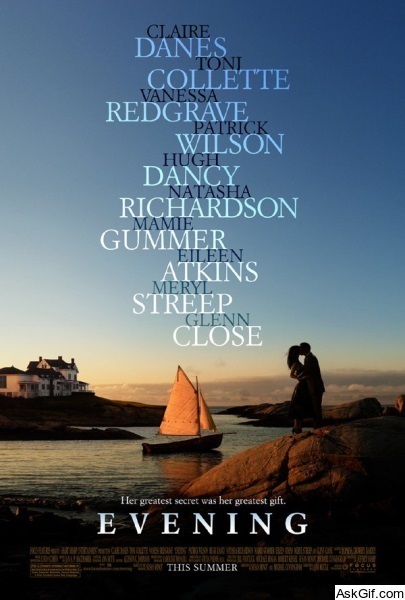 CLAIRE
DANES
TONI
COLLETTE
VANESSA
REDGRAVE
PATRICK
WILSON
HUGH
DANCY
NATASHA
RICHARDSON
MAMIE
GUMMER
EILEEN
ATKINS
MERYL
STREEP
GLENN
CLOSE
Her greatest secret was her greatest gift.
EVENING
THIS SUMMER
FOCUS
AskGif.com